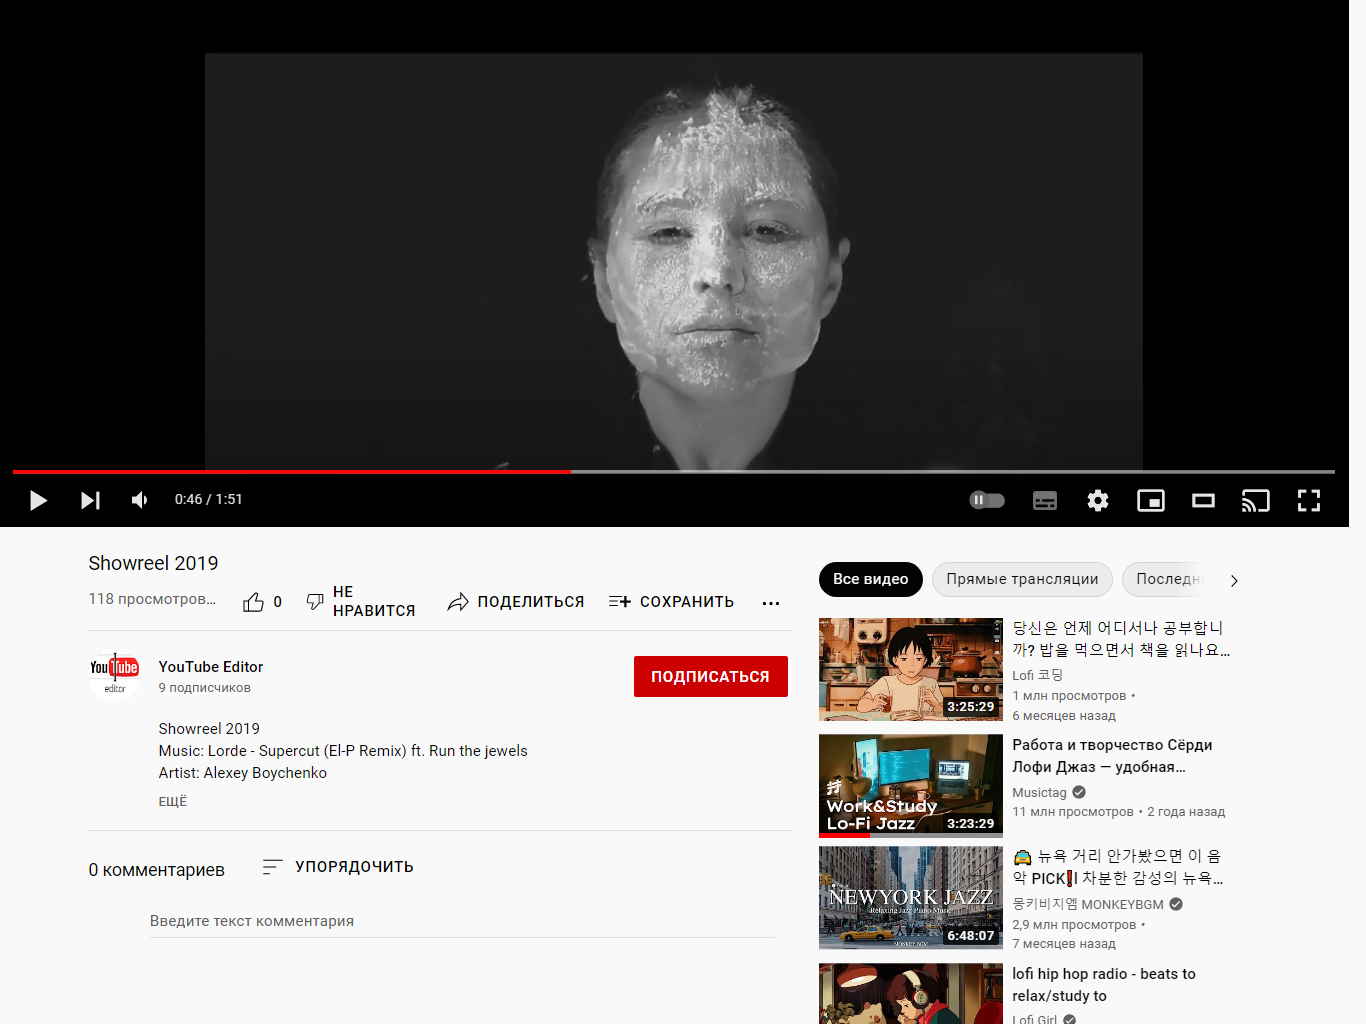 0:46 / 1:51
Showreel 2019
118 просмотров...
0
НЕ
НРАВИТСЯ
ПОДЕЛИТЬСЯ
СОХРАНИТЬ
YouTube
editor
YouTube Editor
9 подписчиков
ПОДПИСАТЬСЯ
Showreel 2019
Music: Lorde - Supercut (El-P Remix) ft. Run the jewels
Artist: Alexey Boychenko
ЕЩЁ
0 комментариев
УПОРЯДОЧИТЬ
Введите текст комментария
Все видео
Прямые трансляции
Последн
3:25:29
당신은 언제 어디서나 공부합니
까? 밥을 먹으면서 책을 읽나요...
Lofi 코딩
1 млн просмотров •
6 месяцев назад
Work&Study
Lo-Fi Jazz
3:23:29
Работа и творчество Сёрди
Лофи Джаз — удобная...
Musictag
11 млн просмотров • 2 года назад
NEWYORK JAZZ
Relaxing Jazz Piano Music
MONKEY BGM
6:48:07
🚖 뉴욕 거리 안가봤으면 이 음
악 PICK❗l 차분한 감성의 뉴욕...
몽키비지엠 MONKEYBGM
2,9 млн просмотров •
7 месяцев назад
lofi hip hop radio - beats to
relax/study to
Lofi Girl